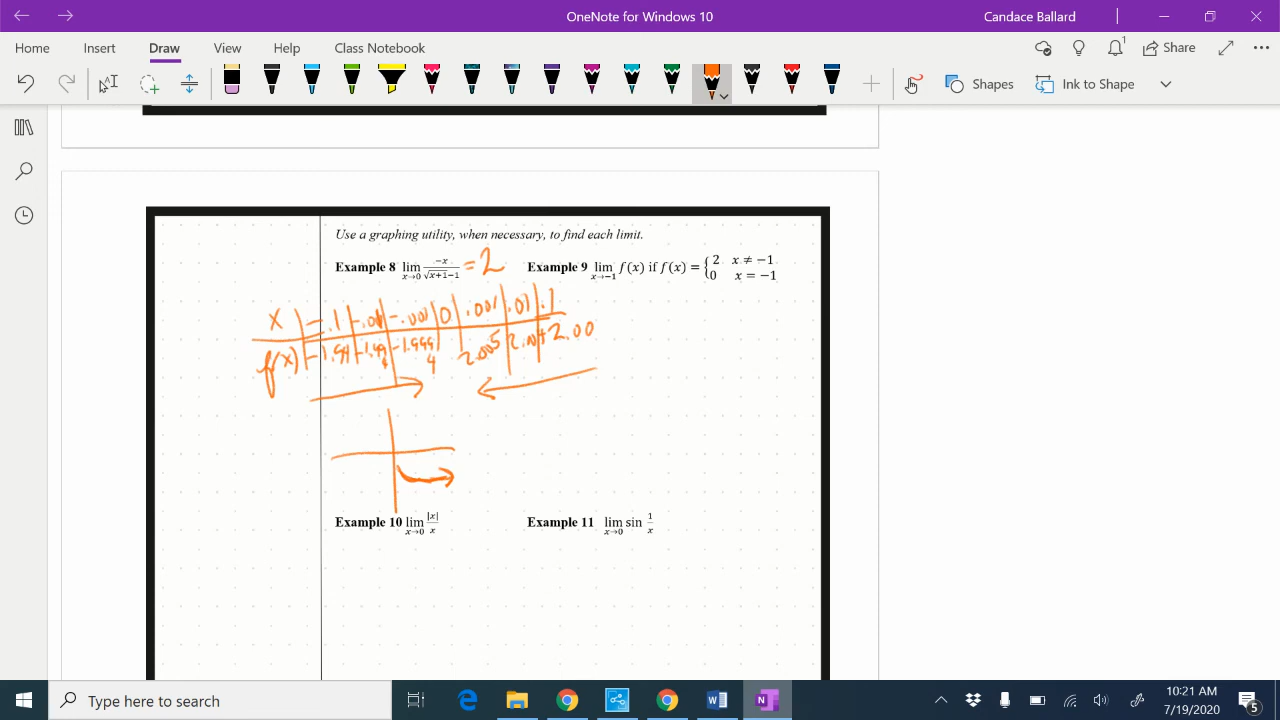 OneNote for Windows 10
Candace Ballard
Home Insert Draw View Help Class Notebook
1
Share
Shapes
Ink to Shape
Use a graphing utility, when necessary, to find each limit.
Example 8 lim x→0 −x/√x+1−1 = 2
Example 9 lim x→−1 f(x) if f(x) = {2 x ≠ −1
0 x = −1
x −.1 −.01 −.001 0 .001 .01 .1
f(x) −1.94 −1.99 −1.999 2.005 2.00
4
Example 10 lim x→0 |x|/x
Example 11 lim x→0 sin 1/x
Type here to search
10:21 AM
7/19/2020
5